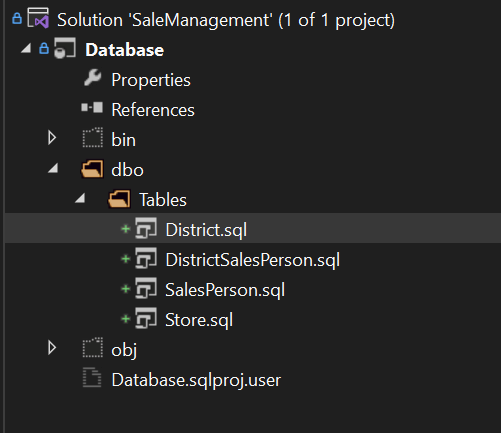 Solution 'SaleManagement' (1 of 1 project)
Database
Properties
References
bin
dbo
Tables
District.sql
DistrictSalesPerson.sql
SalesPerson.sql
Store.sql
obj
Database.sqlproj.user